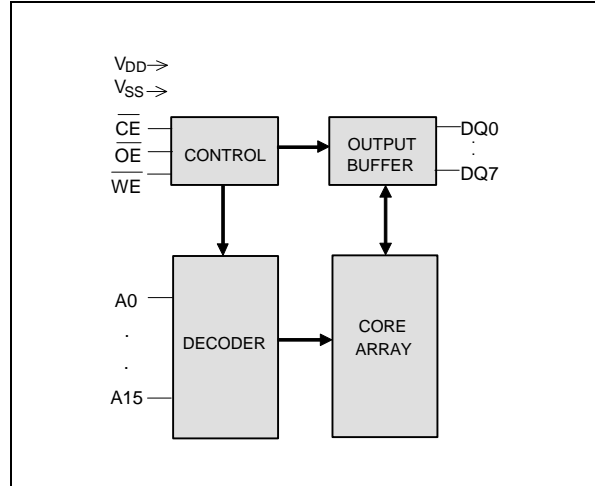 VDD
VSS
CE
OE
WE
CONTROL
OUTPUT
BUFFER
DQ0
.
.
DQ7
A0
.
.
A15
DECODER
CORE
ARRAY